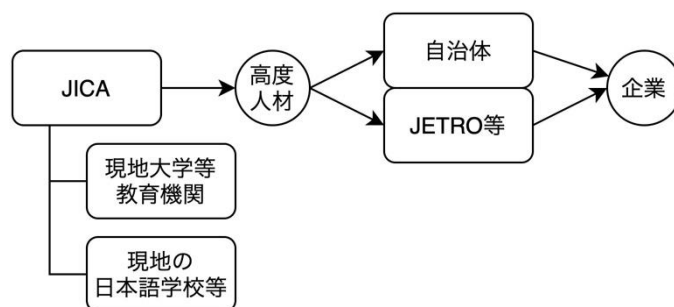 JICA
高度
人材
自治体
JETRO等
企業
現地大学等
教育機関
現地の
日本語学校等